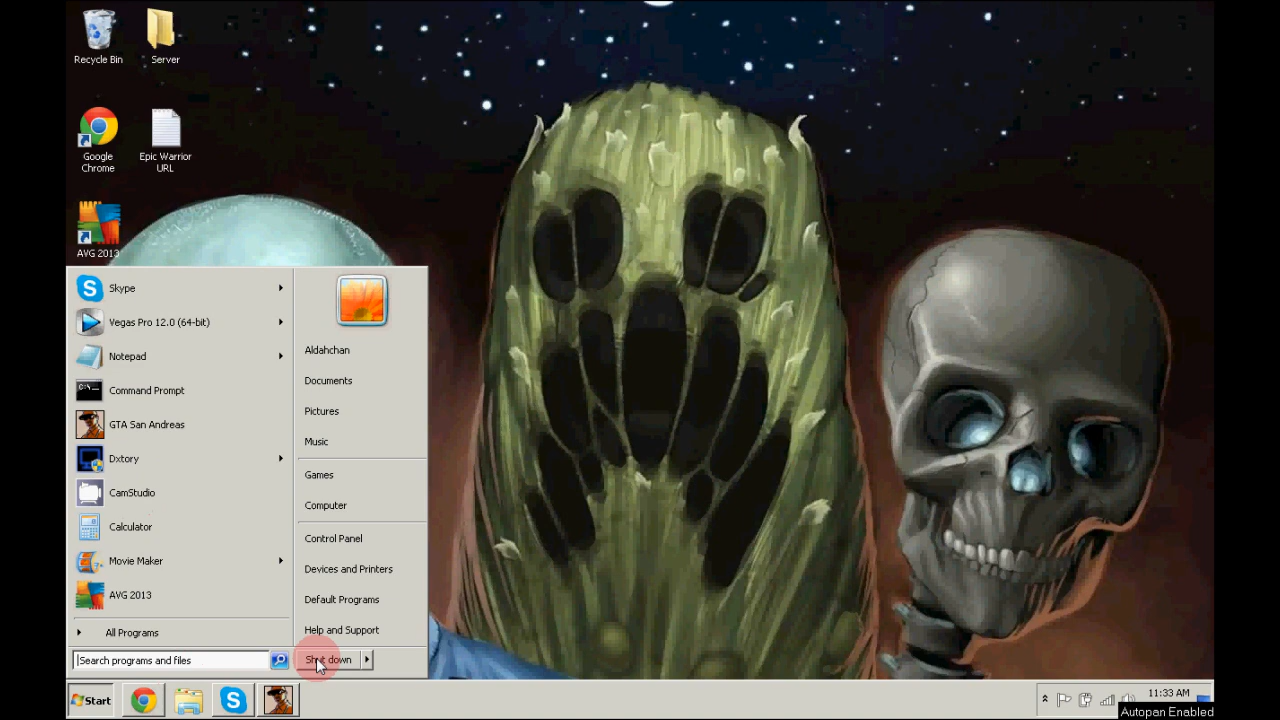 Recycle Bin
Server
Google
Chrome
Epic Warrior
URL
AVG 2013
Skype
Vegas Pro 12.0 (64-bit)
Notepad
Command Prompt
GTA San Andreas
Dxtory
CamStudio
Calculator
Movie Maker
AVG 2013
All Programs
Search programs and files
Aldahchan
Documents
Pictures
Music
Games
Computer
Control Panel
Devices and Printers
Default Programs
Help and Support
Shut down
Start
11:33 AM
Autopan Enabled